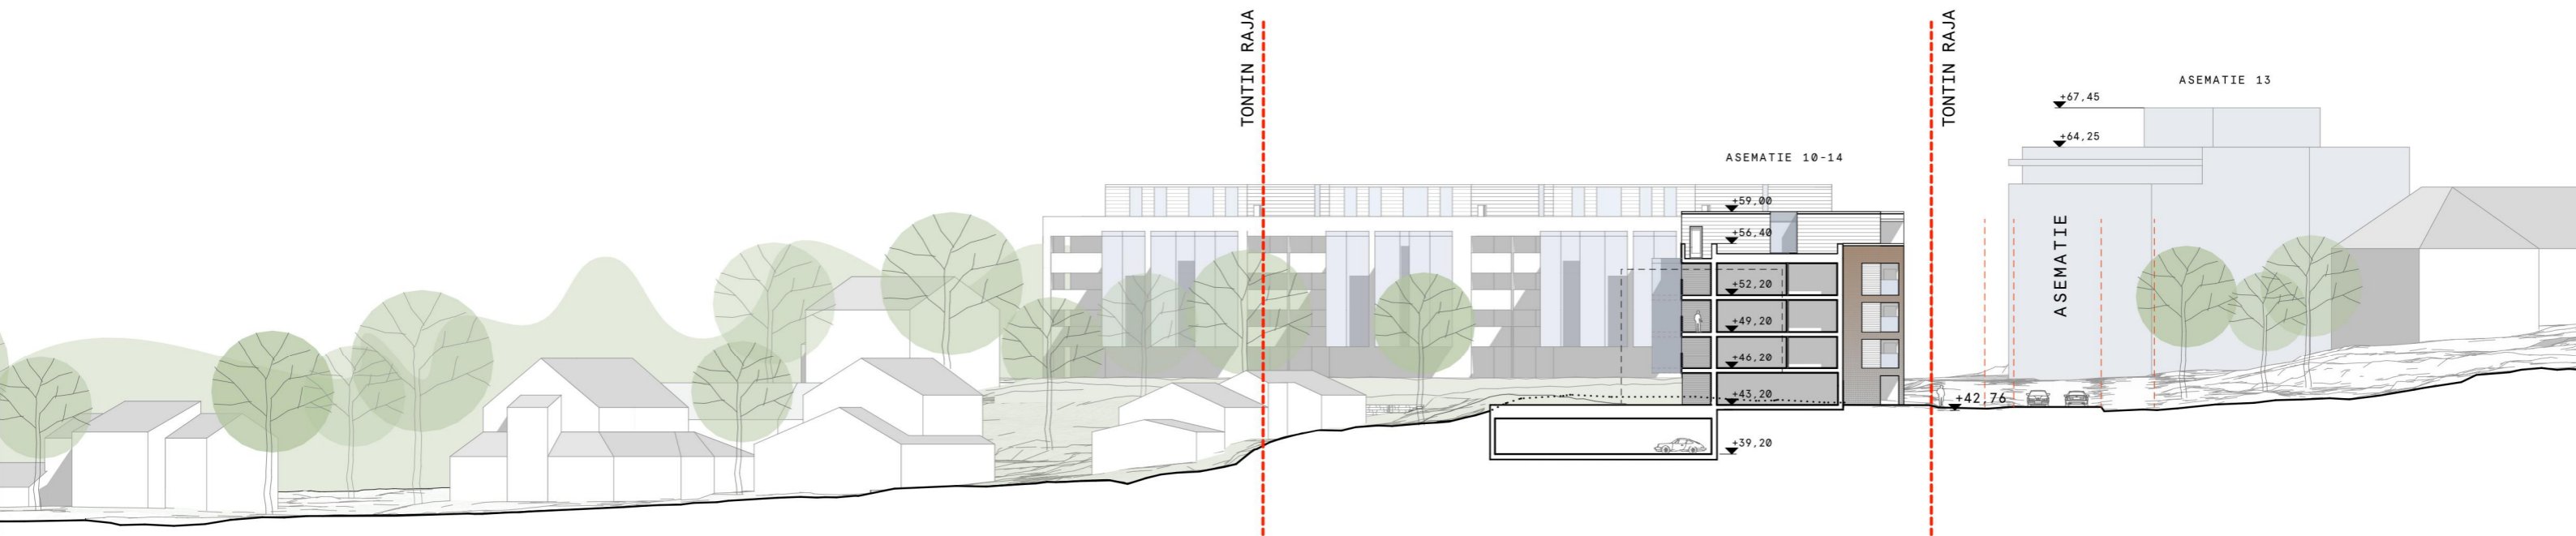 TONTIN RAJA
TONTIN RAJA
ASEMATIE 13
+67,45
+64,25
ASEMATIE 10-14
+59,00
+56,40
ASEMATIE
+52,20
+49,20
+46,20
+43,20
+42,76
+39,20